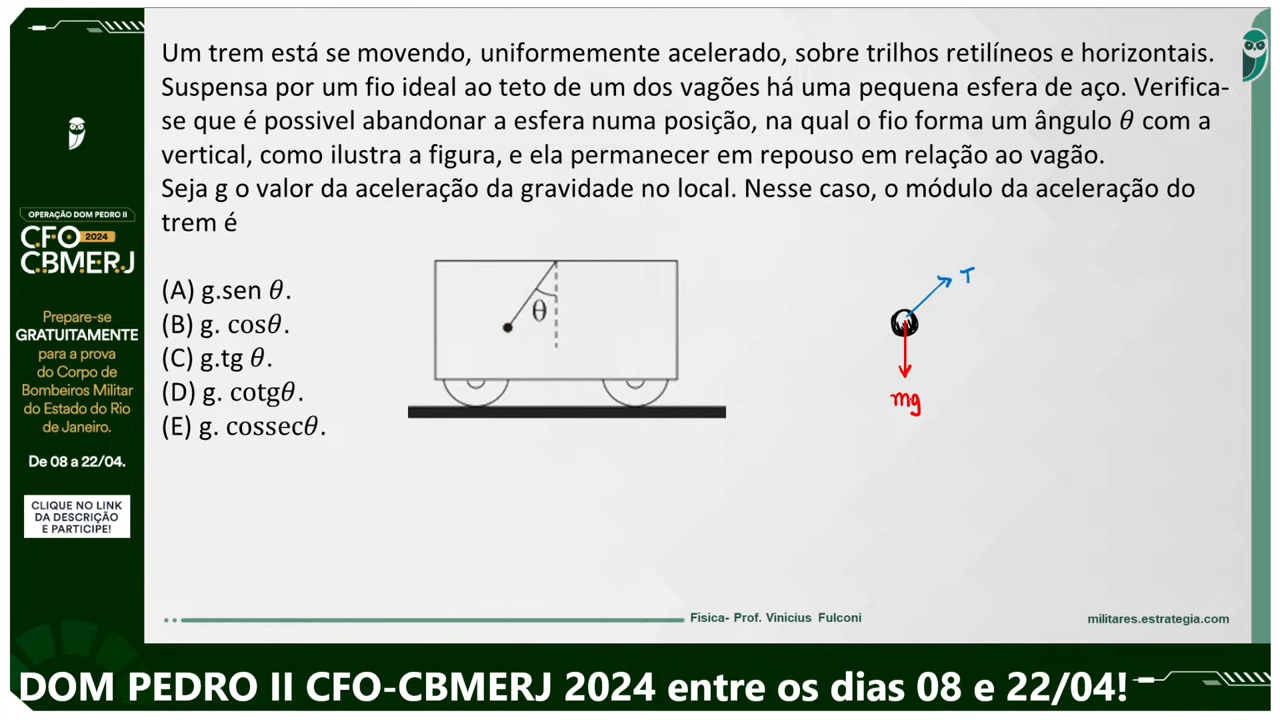 Um trem está se movendo, uniformemente acelerado, sobre trilhos retilíneos e horizontais.
Suspensa por um fio ideal ao teto de um dos vagões há uma pequena esfera de aço. Verifica-
se que é possivel abandonar a esfera numa posição, na qual o fio forma um ângulo θ com a
vertical, como ilustra a figura, e ela permanecer em repouso em relação ao vagão.
Seja g o valor da aceleração da gravidade no local. Nesse caso, o módulo da aceleração do
trem é
(A) g.sen θ.
(B) g. cosθ.
(C) g.tg θ.
(D) g. cotgθ.
(E) g. cossecθ.
θ
T
mg
OPERAÇÃO DOM PEDRO II
CFO 2024
CBMERJ
Prepare-se
GRATUITAMENTE
para a prova
do Corpo de
Bombeiros Militar
do Estado do Rio
de Janeiro.
De 08 a 22/04.
CLIQUE NO LINK
DA DESCRIÇÃO
E PARTICIPE!
Física- Prof. Vinícius Fulconi
militares.estrategia.com
DOM PEDRO II CFO-CBMERJ 2024 entre os dias 08 e 22/04!